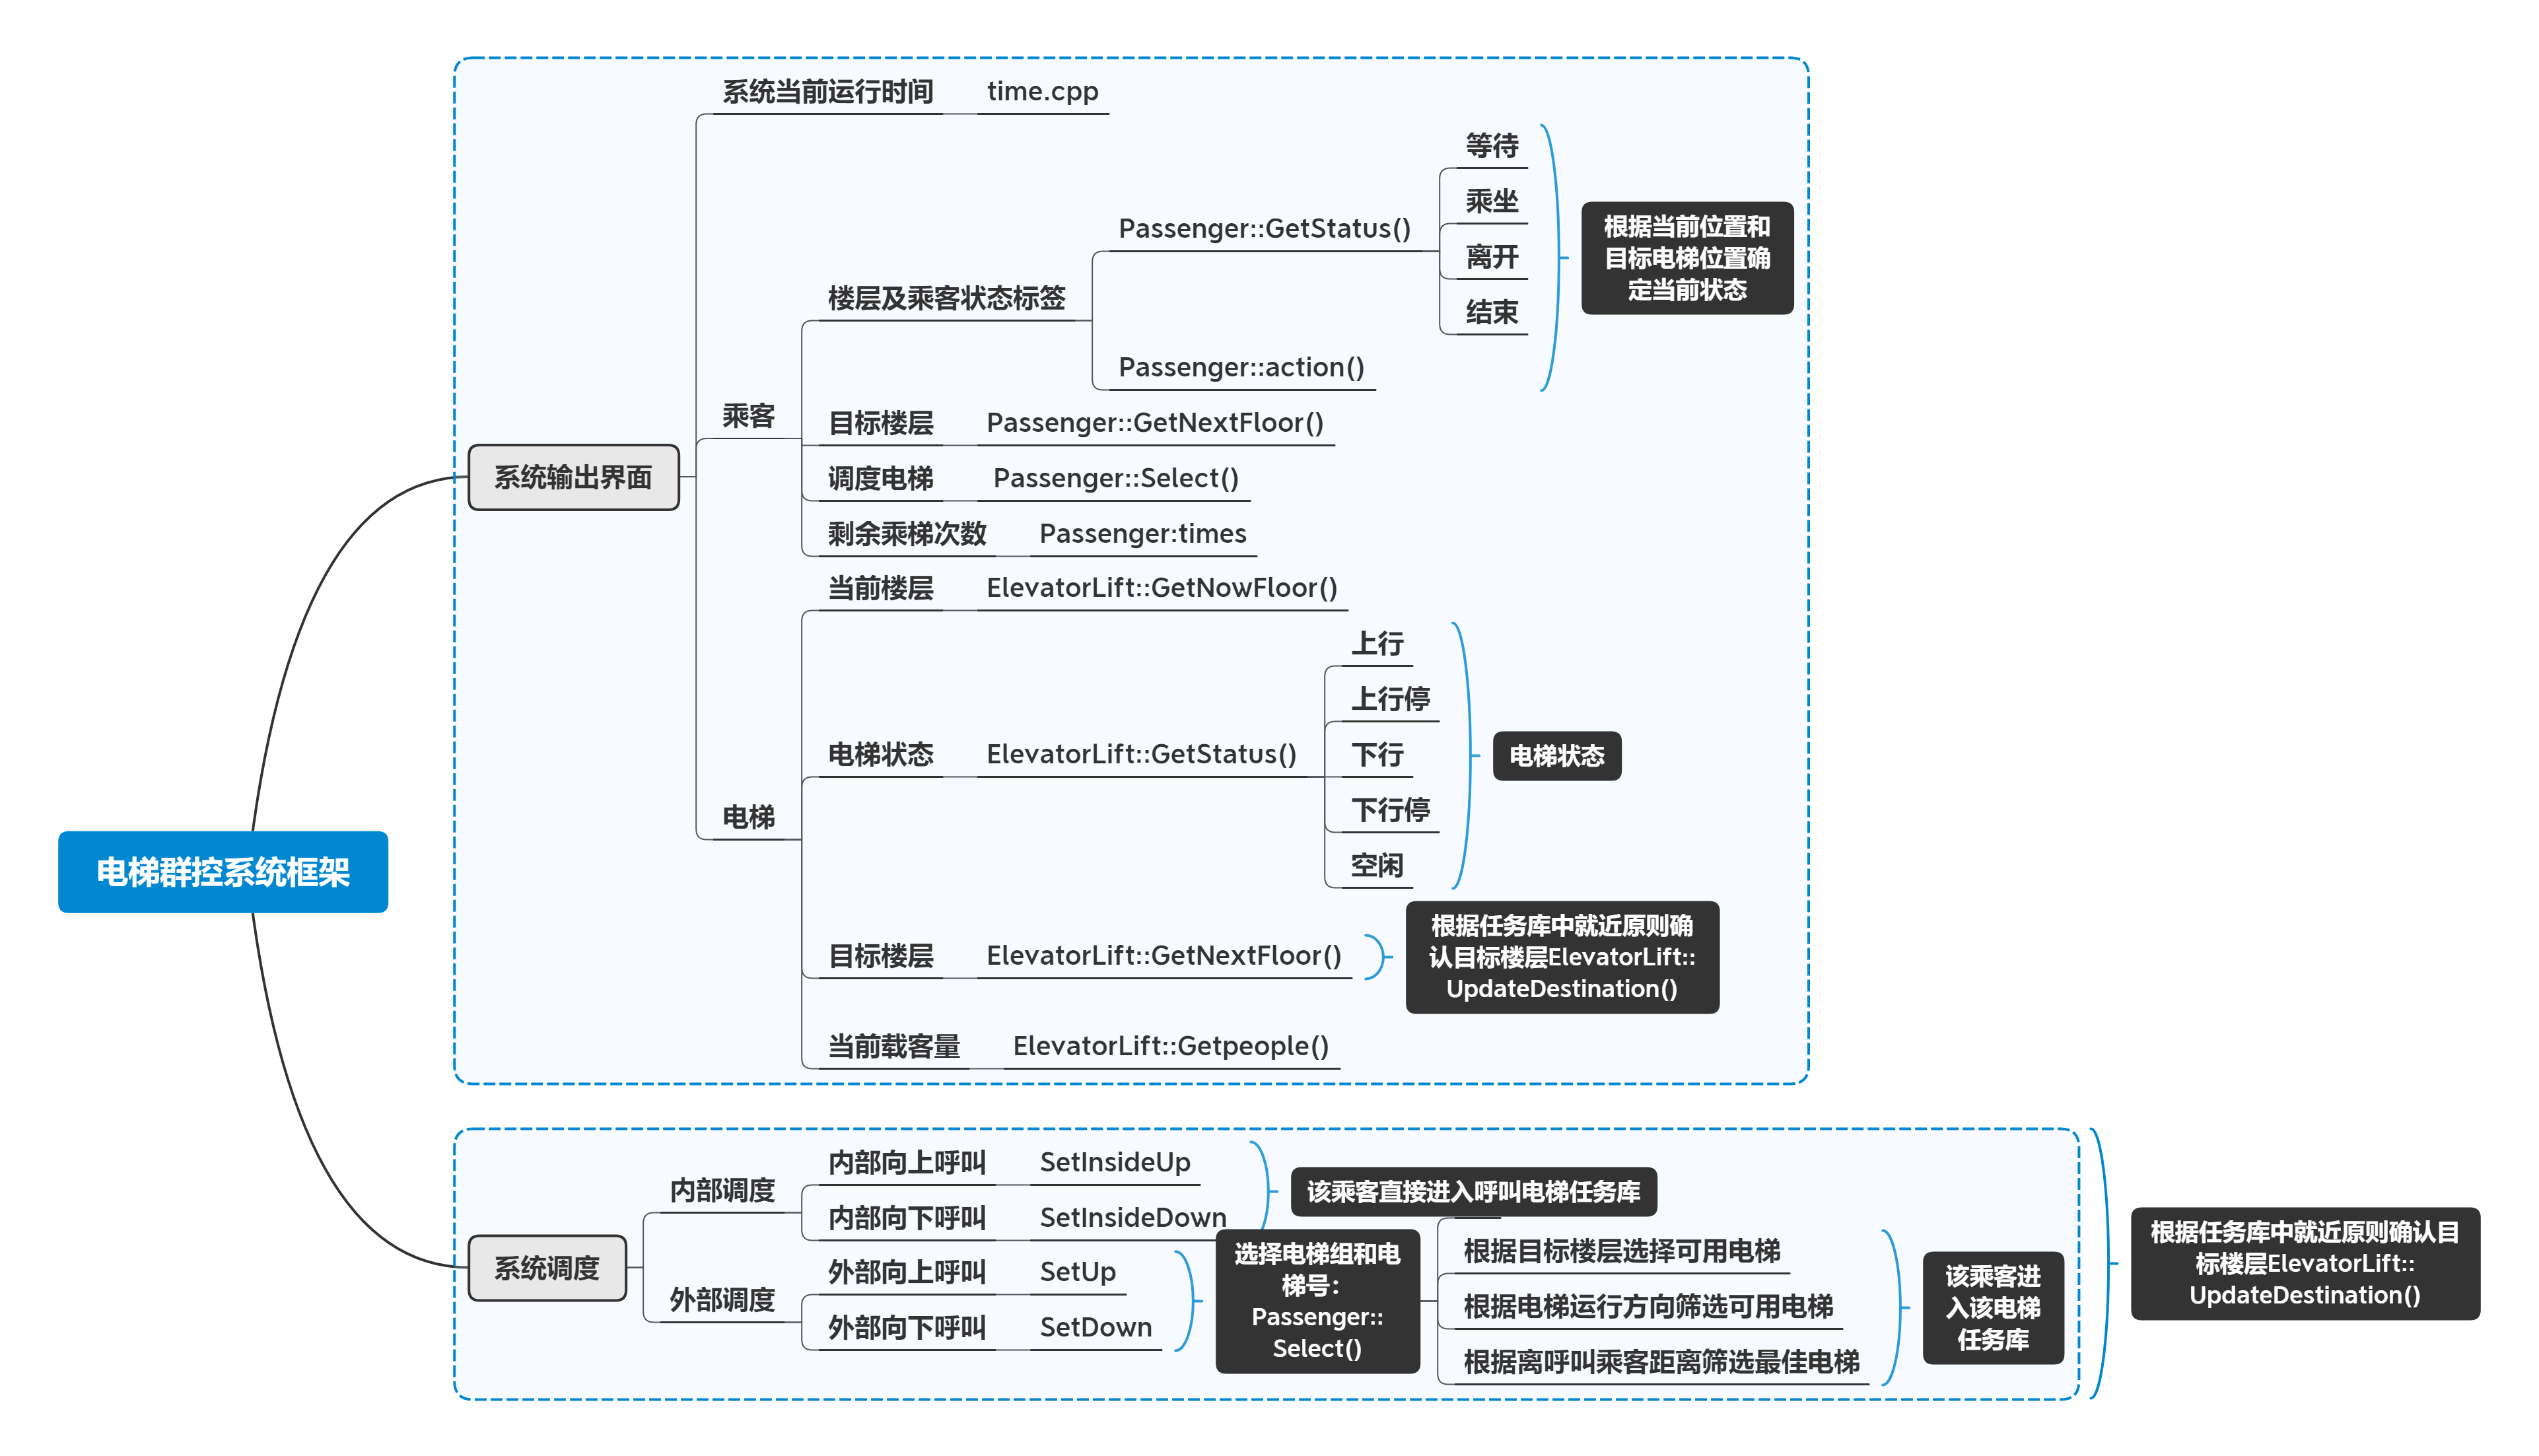 电梯群控系统框架
系统输出界面
系统当前运行时间
time.cpp
乘客
楼层及乘客状态标签
Passenger::GetStatus()
等待
乘坐
离开
结束
Passenger::action()
根据当前位置和
目标电梯位置确
定当前状态
目标楼层
Passenger::GetNextFloor()
调度电梯
Passenger::Select()
剩余乘梯次数
Passenger:times
电梯
当前楼层
ElevatorLift::GetNowFloor()
电梯状态
ElevatorLift::GetStatus()
上行
上行停
下行
下行停
空闲
电梯状态
目标楼层
ElevatorLift::GetNextFloor()
根据任务库中就近原则确
认目标楼层ElevatorLift::
UpdateDestination()
当前载客量
ElevatorLift::Getpeople()
系统调度
内部调度
内部向上呼叫
SetInsideUp
内部向下呼叫
SetInsideDown
该乘客直接进入呼叫电梯任务库
外部调度
外部向上呼叫
SetUp
外部向下呼叫
SetDown
选择电梯组和电
梯号：
Passenger::
Select()
根据目标楼层选择可用电梯
根据电梯运行方向筛选可用电梯
根据离呼叫乘客距离筛选最佳电梯
该乘客进
入该电梯
任务库
根据任务库中就近原则确认目
标楼层ElevatorLift::
UpdateDestination()